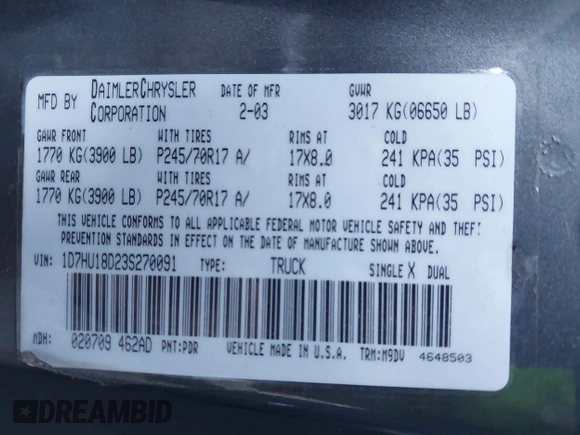 MFD BY DAIMLERCHRYSLER CORPORATION DATE OF MFR 2-03 GVWR 3017 KG(06650 LB)
GAWR FRONT WITH TIRES RIMS AT COLD
1770 KG(3900 LB) P245/70R17 A/ 17X8.0 241 KPA(35 PSI)
GAWR REAR WITH TIRES RIMS AT COLD
1770 KG(3900 LB) P245/70R17 A/ 17X8.0 241 KPA(35 PSI)
THIS VEHICLE CONFORMS TO ALL APPLICABLE FEDERAL MOTOR VEHICLE SAFETY AND THEFT
PREVENTION STANDARDS IN EFFECT ON THE DATE OF MANUFACTURE SHOWN ABOVE.
VIN: 1D7HU18D23S270091 TYPE: TRUCK SINGLE X DUAL
MDH: 020709 462AD PNT:PDR VEHICLE MADE IN U.S.A. TRM:M9DV 4648503
DREAMBID